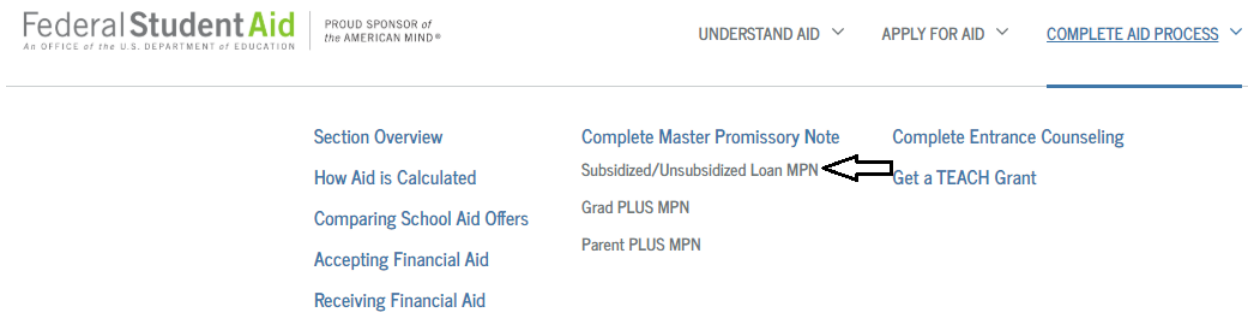 Federal Student Aid
An OFFICE of the U.S. DEPARTMENT of EDUCATION
PROUD SPONSOR of
the AMERICAN MIND®
UNDERSTAND AID
APPLY FOR AID
COMPLETE AID PROCESS
Section Overview
How Aid is Calculated
Comparing School Aid Offers
Accepting Financial Aid
Receiving Financial Aid
Complete Master Promissory Note
Subsidized/Unsubsidized Loan MPN
Grad PLUS MPN
Parent PLUS MPN
Complete Entrance Counseling
Get a TEACH Grant